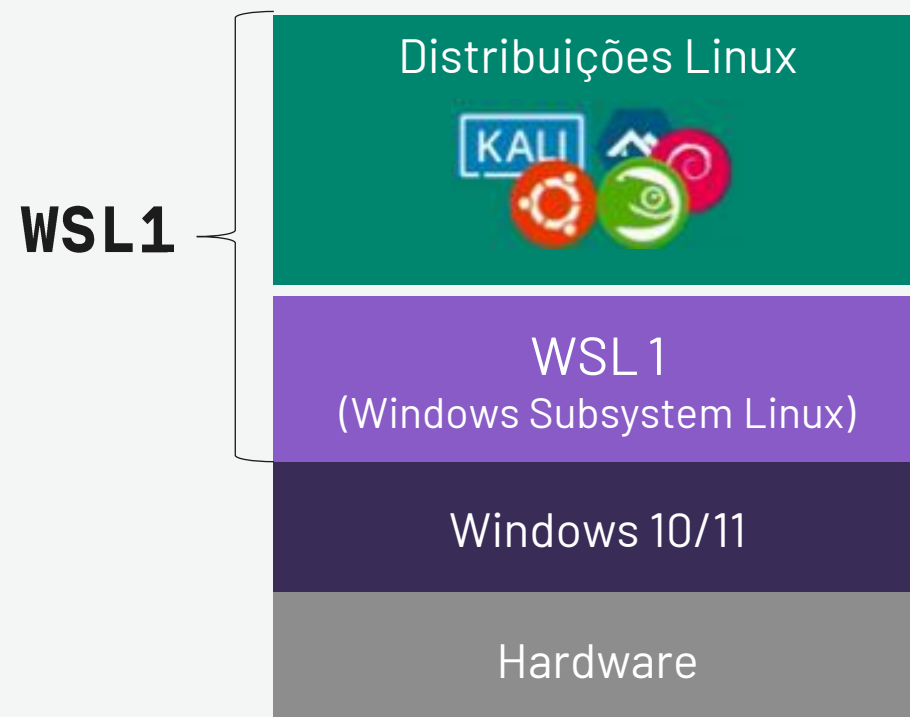 Distribuições Linux
KALI
WSL1
WSL 1
(Windows Subsystem Linux)
Windows 10/11
Hardware